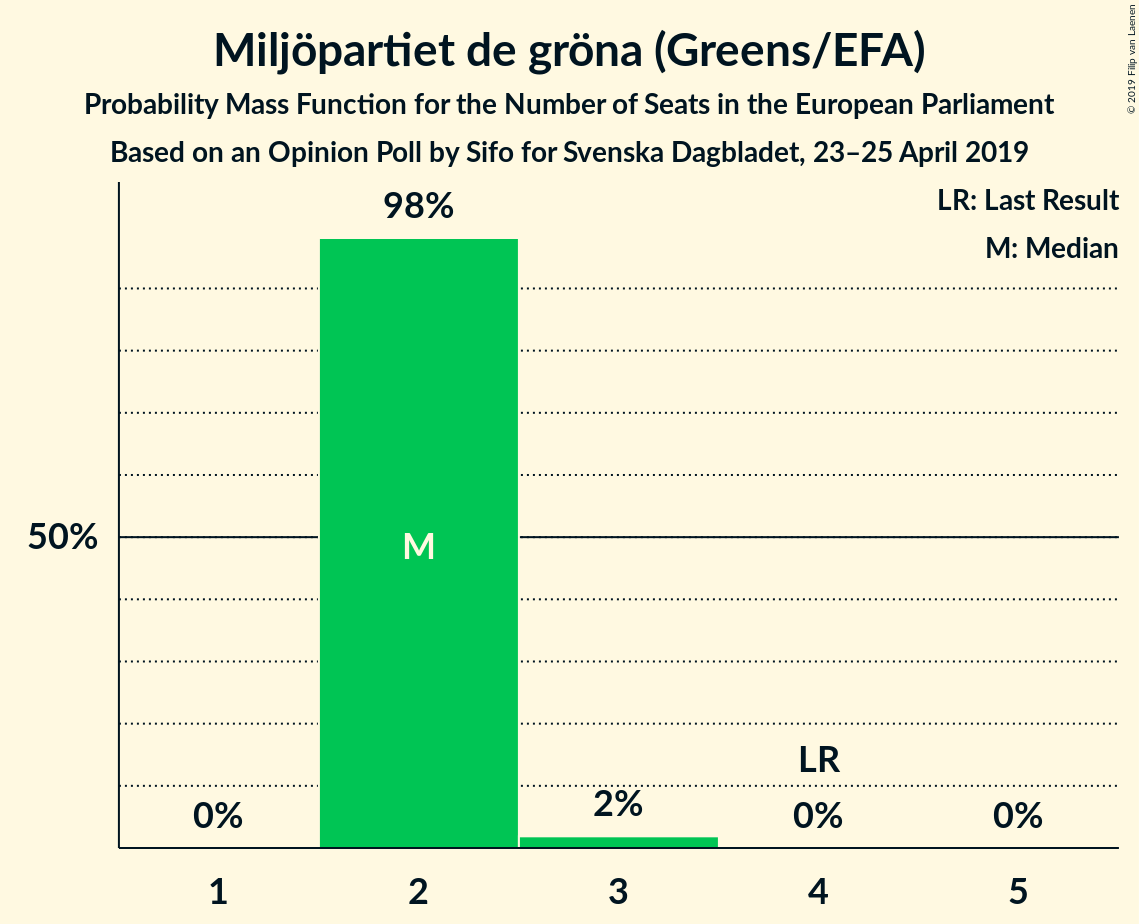 Miljöpartiet de gröna (Greens/EFA)
Probability Mass Function for the Number of Seats in the European Parliament
Based on an Opinion Poll by Sifo for Svenska Dagbladet, 23–25 April 2019
© 2019 Filip van Laenen
LR: Last Result
M: Median
98%
50%
M
LR
0%
2%
0%
0%
1
2
3
4
5